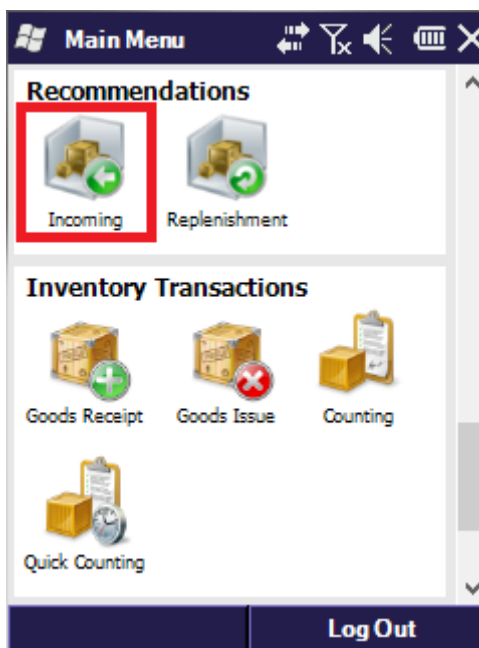 Main Menu
Recommendations
Incoming
Replenishment
Inventory Transactions
Goods Receipt
Goods Issue
Counting
Quick Counting
Log Out